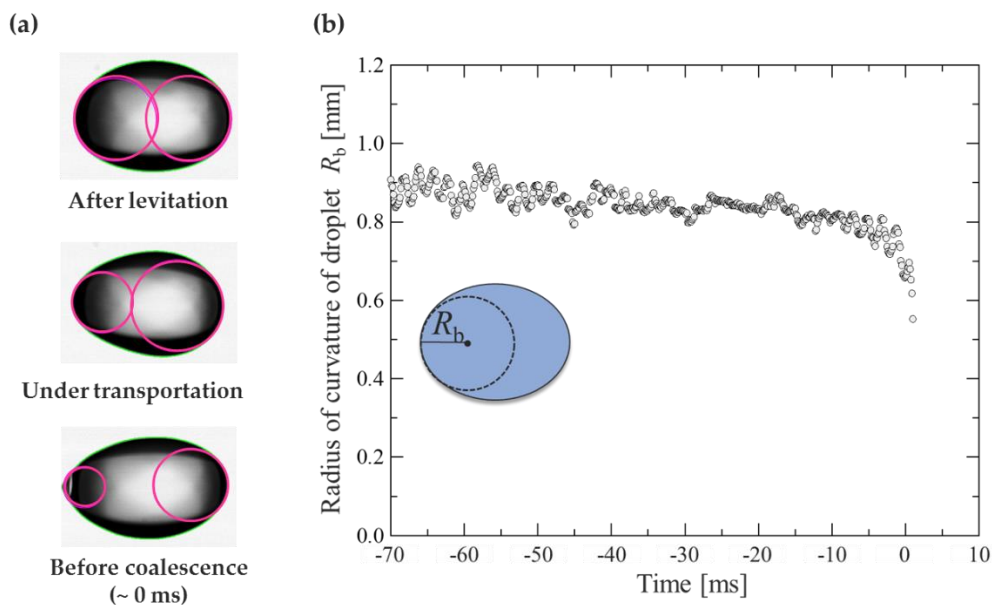 (a)
After levitation
Under transportation
Before coalescence
(~ 0 ms)
(b)
Radius of curvature of droplet R_b [mm]
1.2
1.0
0.8
0.6
0.4
0.2
0.0
R_b
-70 -60 -50 -40 -30 -20 -10 0 10
Time [ms]